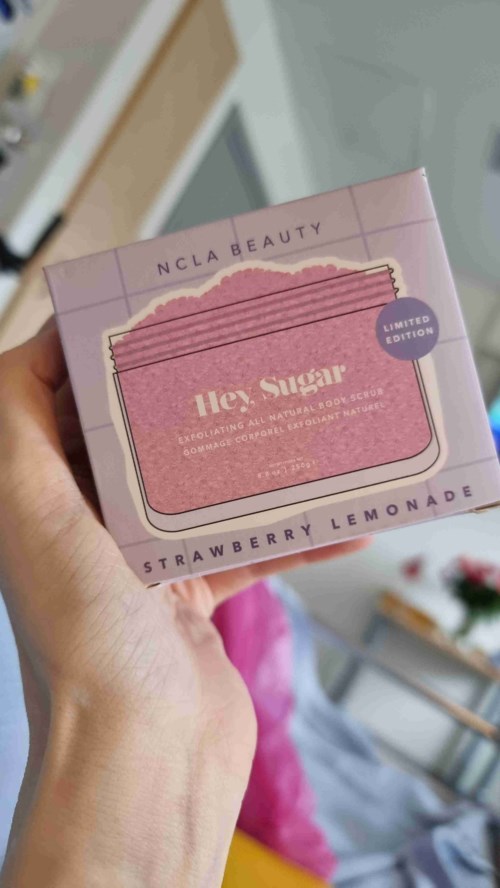 NCLA BEAUTY
LIMITED
EDITION
Hey Sugar
EXFOLIATING ALL NATURAL BODY SCRUB
GOMMAGE CORPOREL EXFOLIANT NATUREL
STRAWBERRY LEMONADE